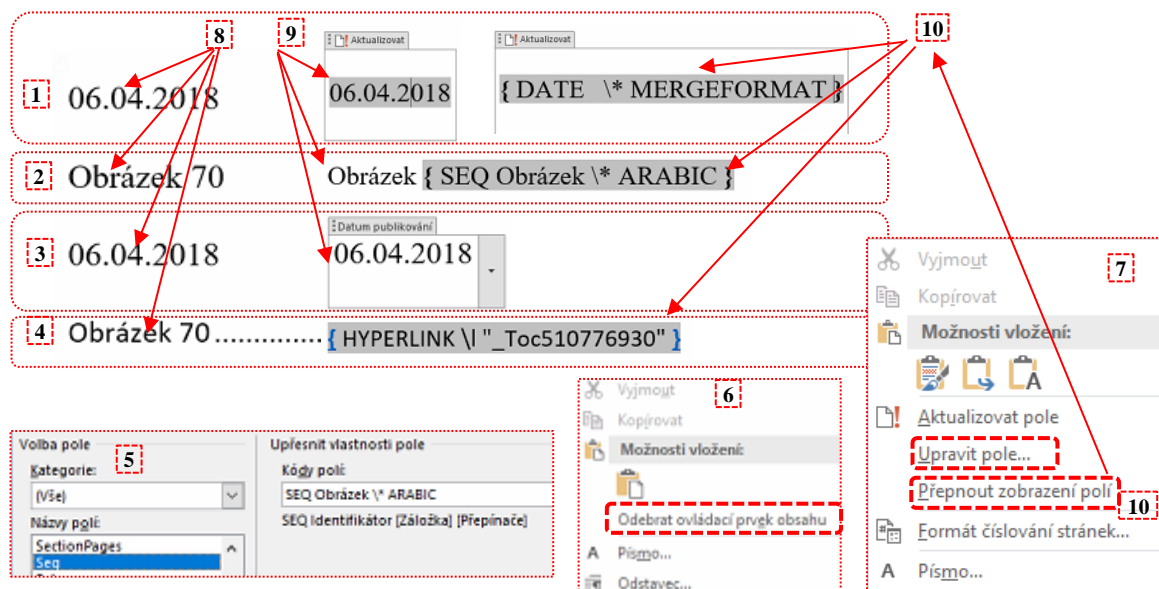 8
9
10
Aktualizovat
Aktualizovat
1
06.04.2018
06.04.2018
{ DATE \* MERGEFORMAT }
2
Obrázek 70
Obrázek { SEQ Obrázek \* ARABIC }
3
06.04.2018
Datum publikování
06.04.2018
4
Obrázek 70..............
{ HYPERLINK \l "_Toc510776930" }
5
Volba pole
Kategorie:
(Vše)
Názvy polí:
SectionPages
Seq
Upřesnit vlastnosti pole
Kódy polí:
SEQ Obrázek \* ARABIC
SEQ Identifikátor [Záložka] [Přepínače]
6
Vyjmout
Kopírovat
Možnosti vložení:
Odebrat ovládací prvek obsahu
A Písmo...
Odstavec...
7
Vyjmout
Kopírovat
Možnosti vložení:
A
Aktualizovat pole
Upravit pole...
Přepnout zobrazení polí
10
Formát číslování stránek...
A Písmo...